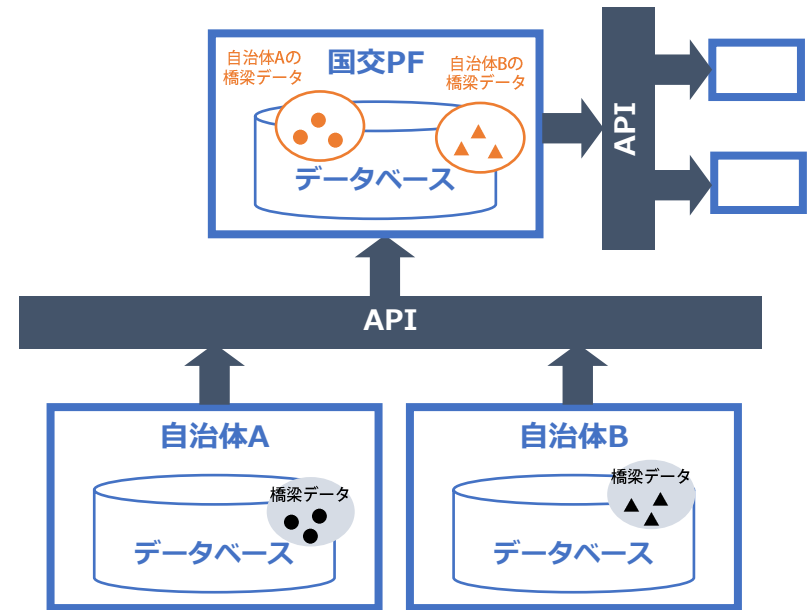 国交PF
自治体Aの
橋梁データ
自治体Bの
橋梁データ
データベース
API
API
自治体A
橋梁データ
データベース
自治体B
橋梁データ
データベース